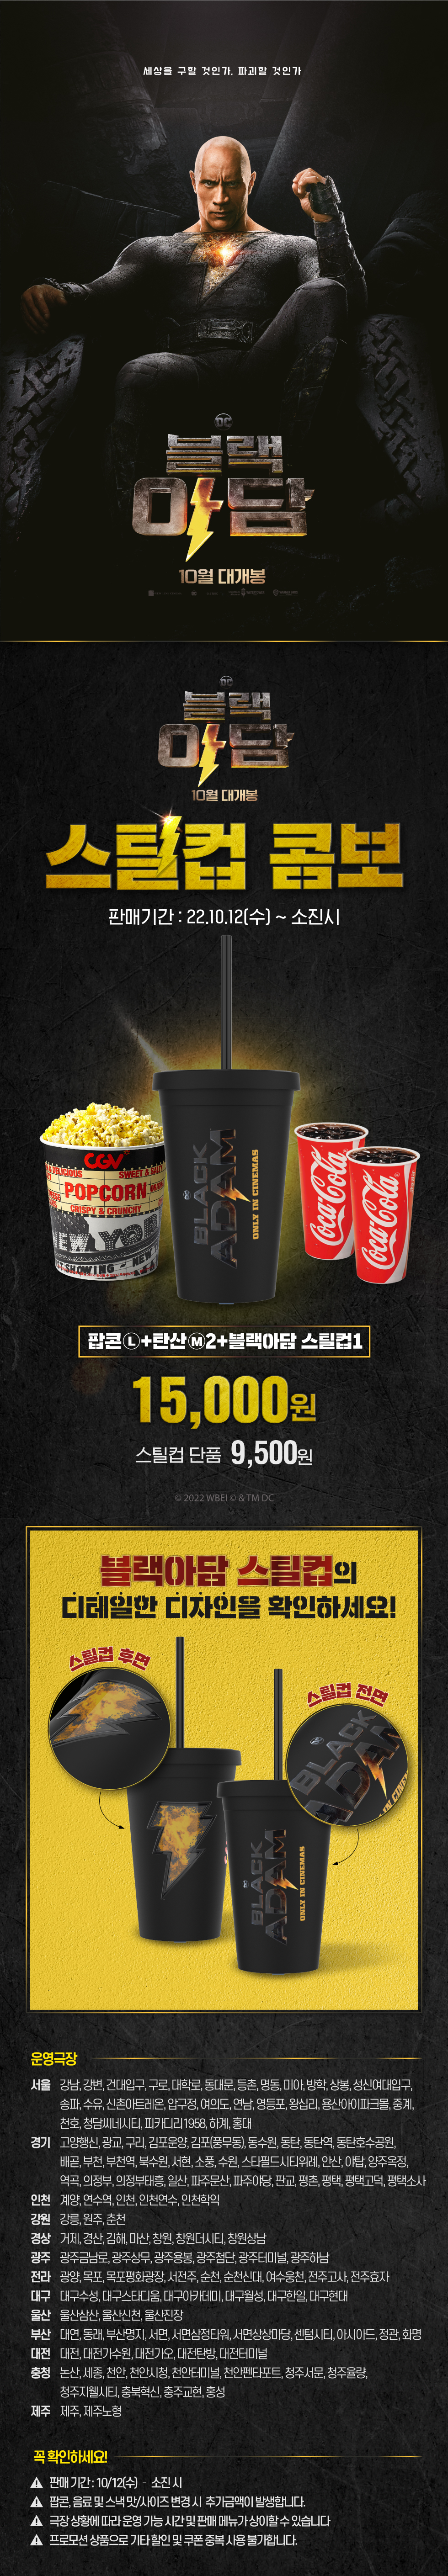 세상을 구할 것인가, 파괴할 것인가
DC
블랙
아담
10월 대개봉
DC
블랙
아담
10월 대개봉
스틸컵 콤보
판매기간 : 22.10.12(수) ~ 소진시
DELICIOUS
CGV
SWEET & SALTY
POPCORN
CRISPY & CRUNCHY
NEW YOR
T SHOWING - NEW
BLACK
ADAM
ONLY IN CINEMAS
Coca-Cola
Coca-Cola
팝콘Ⓛ+탄산Ⓜ2+블랙아담 스틸컵1
15,000원
스틸컵 단품 9,500원
© 2022 WBEI © & TM DC
블랙아담 스틸컵의
디테일한 디자인을 확인하세요!
스틸컵 후면
스틸컵 전면
BLACK
ADAM
IN CINEM
BLACK
ADAM
ONLY IN CINEMAS
운영극장
서울 강남, 강변, 건대입구, 구로, 대학로, 동대문, 등촌, 명동, 미아, 방학, 상봉, 성신여대입구,
송파, 수유, 신촌아트레온, 압구정, 여의도, 연남, 영등포, 왕십리, 용산아이파크몰, 중계,
천호, 청담씨네시티, 피카디리1958, 하계, 홍대
경기 고양행신, 광교, 구리, 김포운양, 김포(풍무동), 동수원, 동탄, 동탄역, 동탄호수공원,
배곧, 부천, 부천역, 북수원, 서현, 소풍, 수원, 스타필드시티위례, 안산, 야탑, 양주옥정,
역곡, 의정부, 의정부태흥, 일산, 파주문산, 파주야당, 판교, 평촌, 평택, 평택고덕, 평택소사
인천 계양, 연수역, 인천, 인천연수, 인천학익
강원 강릉, 원주, 춘천
경상 거제, 경산, 김해, 마산, 창원, 창원더시티, 창원상남
광주 광주금남로, 광주상무, 광주용봉, 광주첨단, 광주터미널, 광주하남
전라 광양, 목포, 목포평화광장, 서전주, 순천, 순천신대, 여수웅천, 전주고사, 전주효자
대구 대구수성, 대구스타디움, 대구아카데미, 대구월성, 대구한일, 대구현대
울산 울산삼산, 울산신천, 울산진장
부산 대연, 동래, 부산명지, 서면, 서면삼정타워, 서면상상마당, 센텀시티, 아시아드, 정관, 화명
대전 대전, 대전가수원, 대전가오, 대전탄방, 대전터미널
충청 논산, 세종, 천안, 천안시청, 천안터미널, 천안펜타포트, 청주서문, 청주율량,
청주지웰시티, 충북혁신, 충주교현, 홍성
제주 제주, 제주노형
꼭 확인하세요!
판매 기간 : 10/12(수) - 소진 시
팝콘, 음료 및 스낵 맛/사이즈 변경 시 추가금액이 발생합니다.
극장 상황에 따라 운영 가능 시간 및 판매 메뉴가 상이할 수 있습니다
프로모션 상품으로 기타 할인 및 쿠폰 중복 사용 불가합니다.